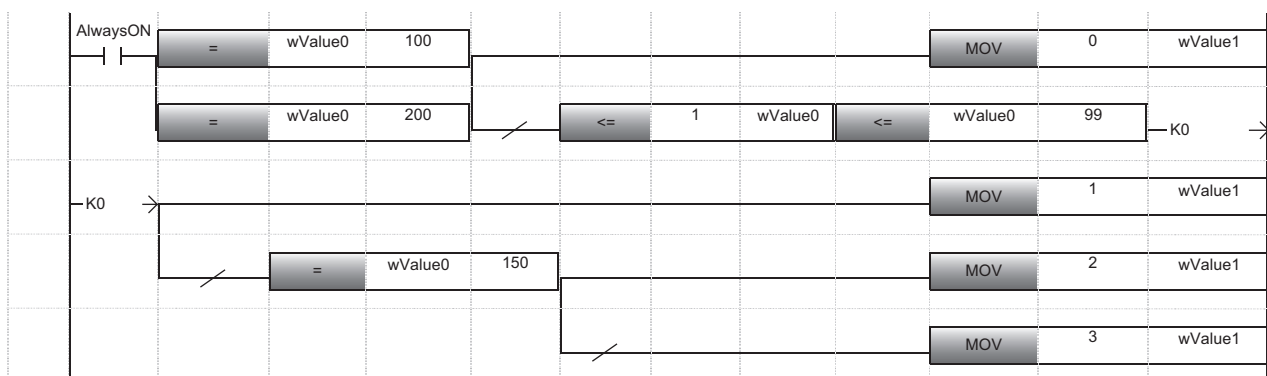 AlwaysON
= wValue0 100 MOV 0 wValue1
= wValue0 200 <= 1 wValue0 <= wValue0 99 K0
K0 MOV 1 wValue1
= wValue0 150 MOV 2 wValue1
MOV 3 wValue1